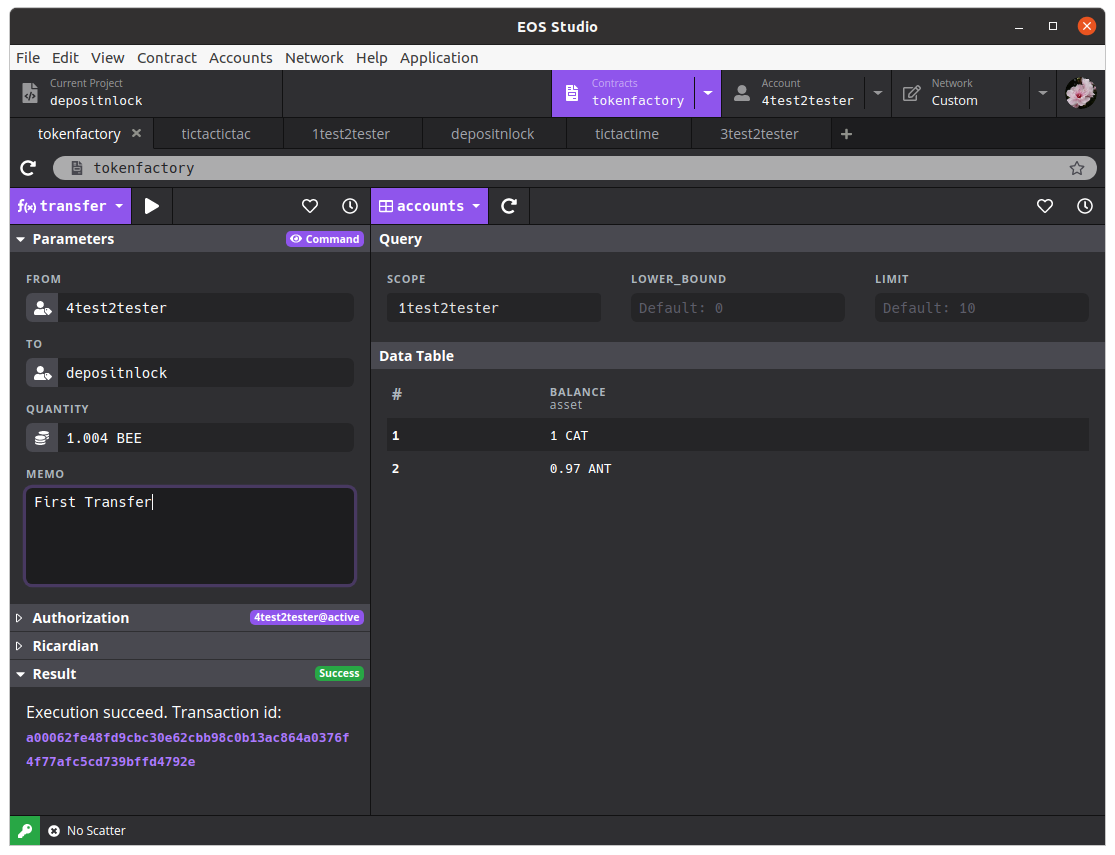 EOS Studio
File Edit View Contract Accounts Network Help Application
Current Project
depositnlock
Contracts
tokenfactory
Account
4test2tester
Network
Custom
tokenfactory tictactictac 1test2tester depositnlock tictactime 3test2tester
tokenfactory
f(x) transfer
accounts
Parameters Command
FROM
4test2tester
TO
depositnlock
QUANTITY
1.004 BEE
MEMO
First Transfer
Authorization 4test2tester@active
Ricardian
Result Success
Execution succeed. Transaction id:
a00062fe48fd9cbc30e62cbb98c0b13ac864a0376f
4f77afc5cd739bffd4792e
Query
SCOPE LOWER_BOUND LIMIT
1test2tester Default: 0 Default: 10
Data Table
# BALANCE
asset
1 1 CAT
2 0.97 ANT
No Scatter